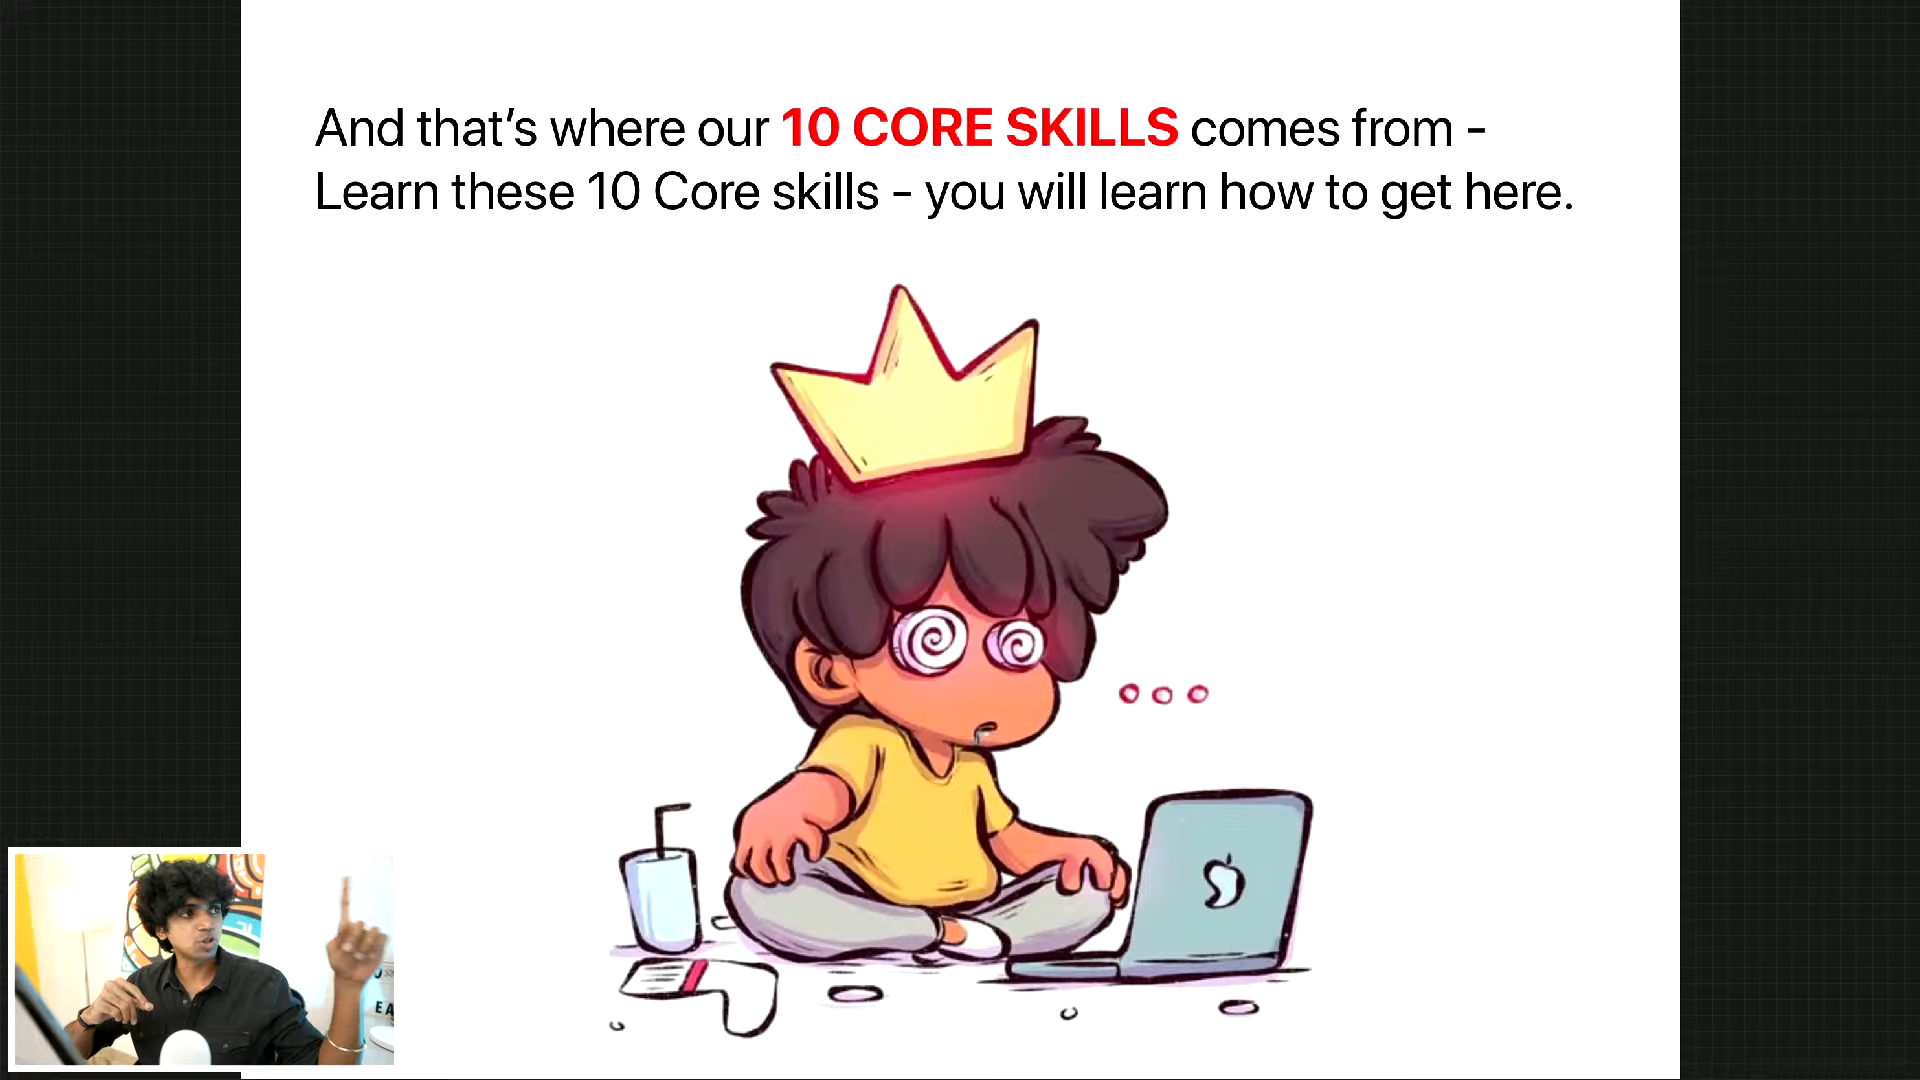 And that’s where our 10 CORE SKILLS comes from -
Learn these 10 Core skills - you will learn how to get here.
EA